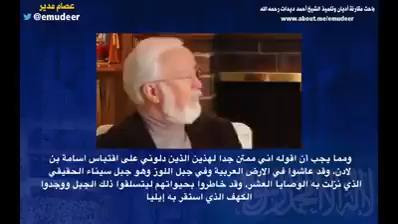 عصام مدير
@emudeer
باحث مقارنة أديان وتلميذ الشيخ أحمد ديدات رحمه الله
www.about.me/emudeer
ومما يجب أن اقوله اني ممتن جدا لهذين الذين دلوني على اقتباس اسامة بن
لادن، وقد عاشوا في الارض العربية وفي جبل اللوز وهو جبل سيناء الحقيقي
الذي نزلت به الوصايا العشر. وقد خاطروا بحيواتهم ليتسلقوا ذلك الجبل ووجدوا
الكهف الذي استقر به إيليا